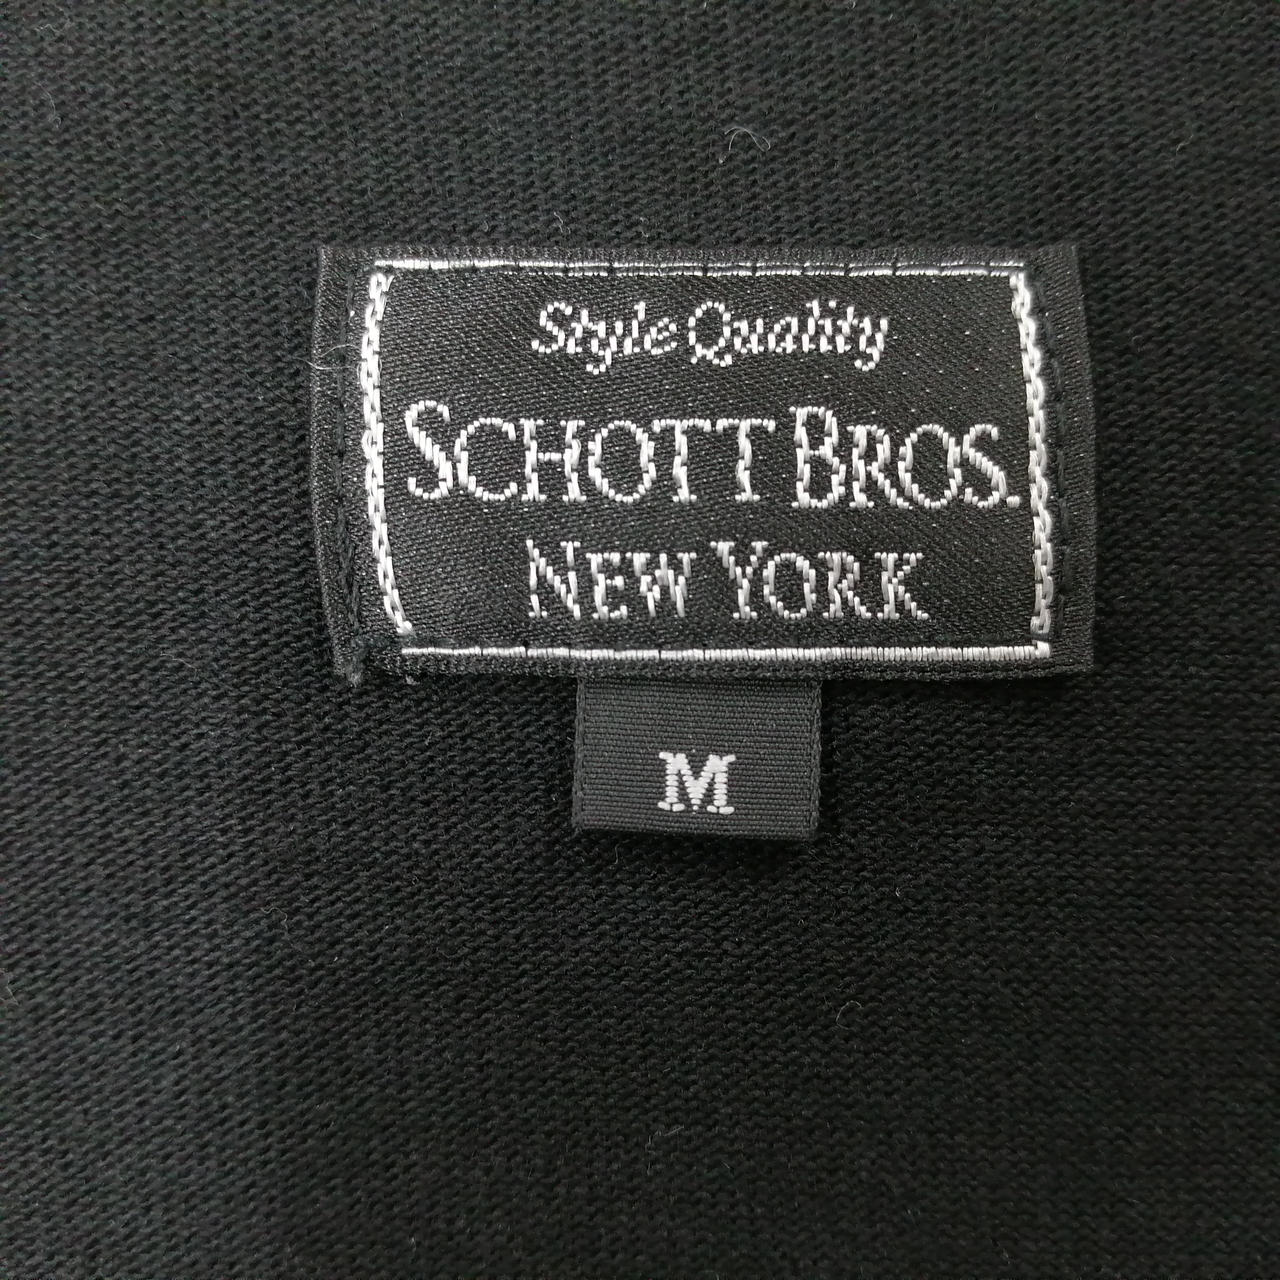 Style Quality
SCHOTT BROS.
NEW YORK
M